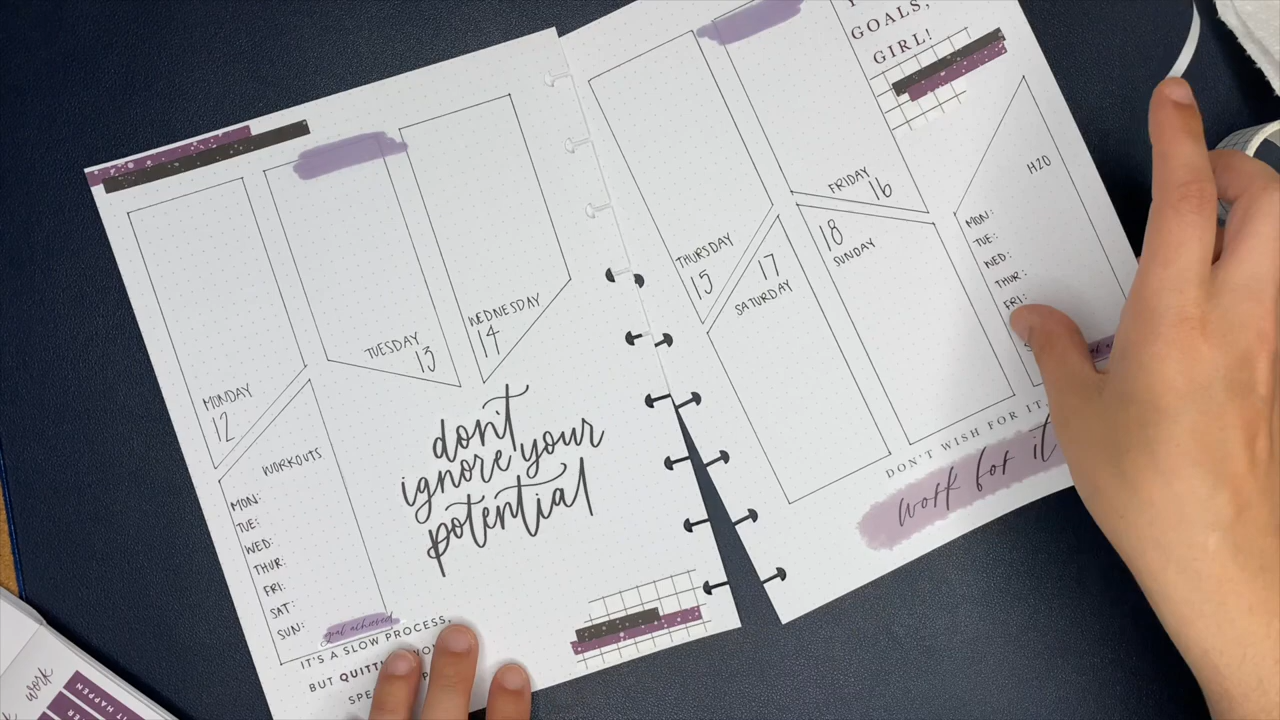 MONDAY
12
TUESDAY
13
WEDNESDAY
14
WORKOUTS
MON:
TUE:
WED:
THUR:
FRI:
SAT:
SUN:
goal achieved
don't
ignore your
potential
IT'S A SLOW PROCESS,
BUT
GOALS,
GIRL!
THURSDAY
15
FRIDAY
16
17
SATURDAY
18
SUNDAY
H2O
MON:
TUE:
WED:
THUR:
FRI:
DON'T WISH FOR IT,
work for it
work
IT HAPPEN